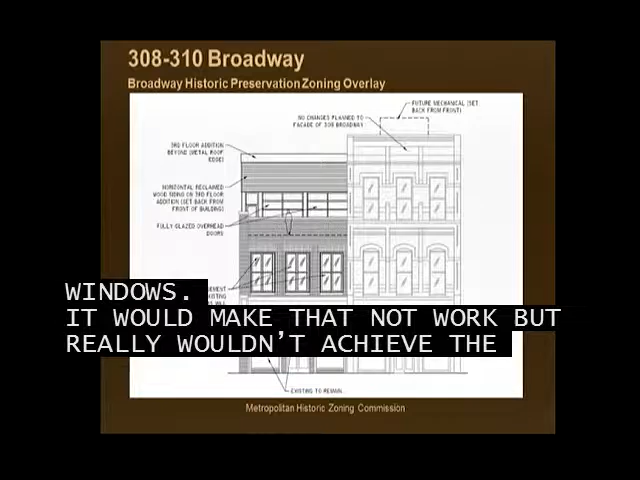 308-310 Broadway
Broadway Historic Preservation Zoning Overlay
FUTURE MECHANICAL (SET
BACK FROM FRONT)
NO CHANGES PLANNED TO
FACADE OF 308 BROADWAY
3RD FLOOR ADDITION
BEYOND (METAL ROOF
EDGE)
HORIZONTAL RECLAIMED
WOOD SIDING ON 3RD FLOOR
ADDITION (SET BACK FROM
FRONT OF BUILDING)
FULLY GLAZED OVERHEAD
DOORS
WINDOWS.
IT WOULD MAKE THAT NOT WORK BUT
REALLY WOULDN'T ACHIEVE THE
EXISTING TO REMAIN
Metropolitan Historic Zoning Commission